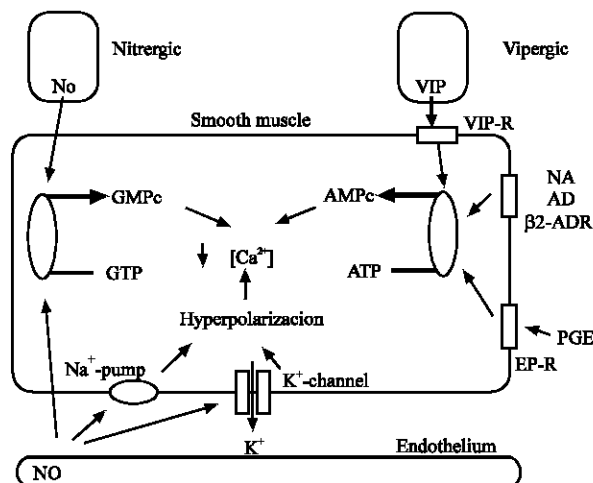 Nitrergic
Vipergic
No
VIP
Smooth muscle
VIP-R
GMPc
AMPc
NA
AD
β2-ADR
[Ca²⁺]
GTP
ATP
Hyperpolarizacion
PGE
EP-R
Na⁺-pump
K⁺-channel
K⁺
Endothelium
NO